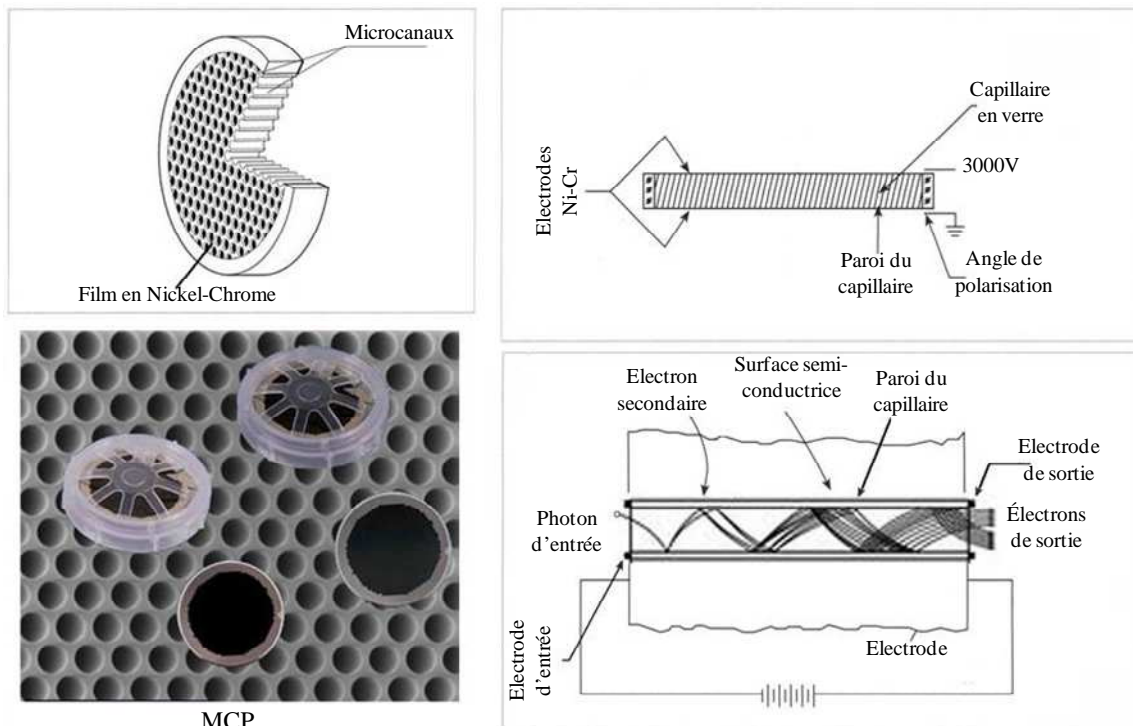 Microcanaux
Film en Nickel-Chrome
Electrodes
Ni-Cr
Capillaire
en verre
3000V
Paroi du
capillaire
Angle de
polarisation
MCP
Electron
secondaire
Surface semi-
conductrice
Paroi du
capillaire
Electrode
de sortie
Photon
d’entrée
Électrons
de sortie
Electrode
d’entrée
Electrode